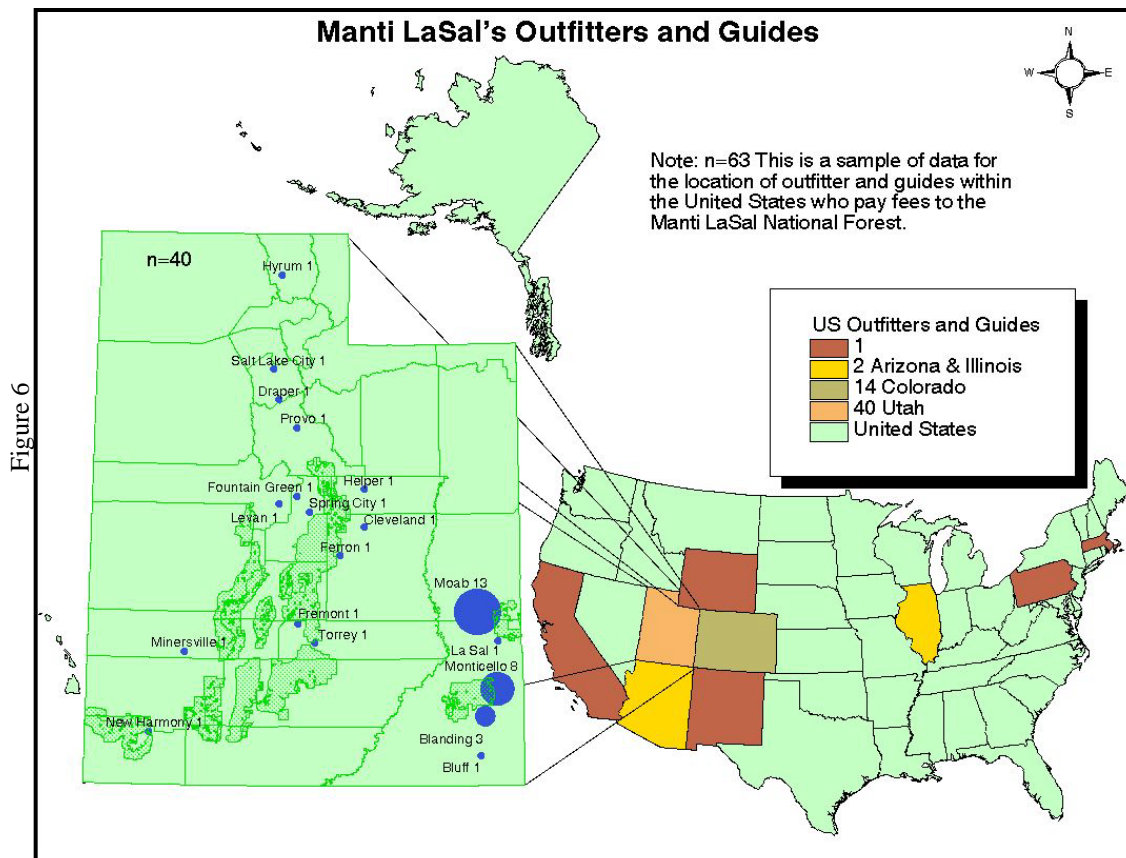 Manti LaSal's Outfitters and Guides
N
W
E
S
Note: n=63 This is a sample of data for
the location of outfitter and guides within
the United States who pay fees to the
Manti LaSal National Forest.
n=40
Hyrum 1
Salt Lake City 1
Draper 1
Provo 1
Fountain Green 1
Helper 1
Levan 1
Spring City 1
Cleveland 1
Ferron 1
Moab 13
Fremont 1
Minersville 1
Torrey 1
La Sal 1
Monticello 8
New Harmony 1
Blanding 3
Bluff 1
US Outfitters and Guides
1
2 Arizona & Illinois
14 Colorado
40 Utah
United States
Figure 6